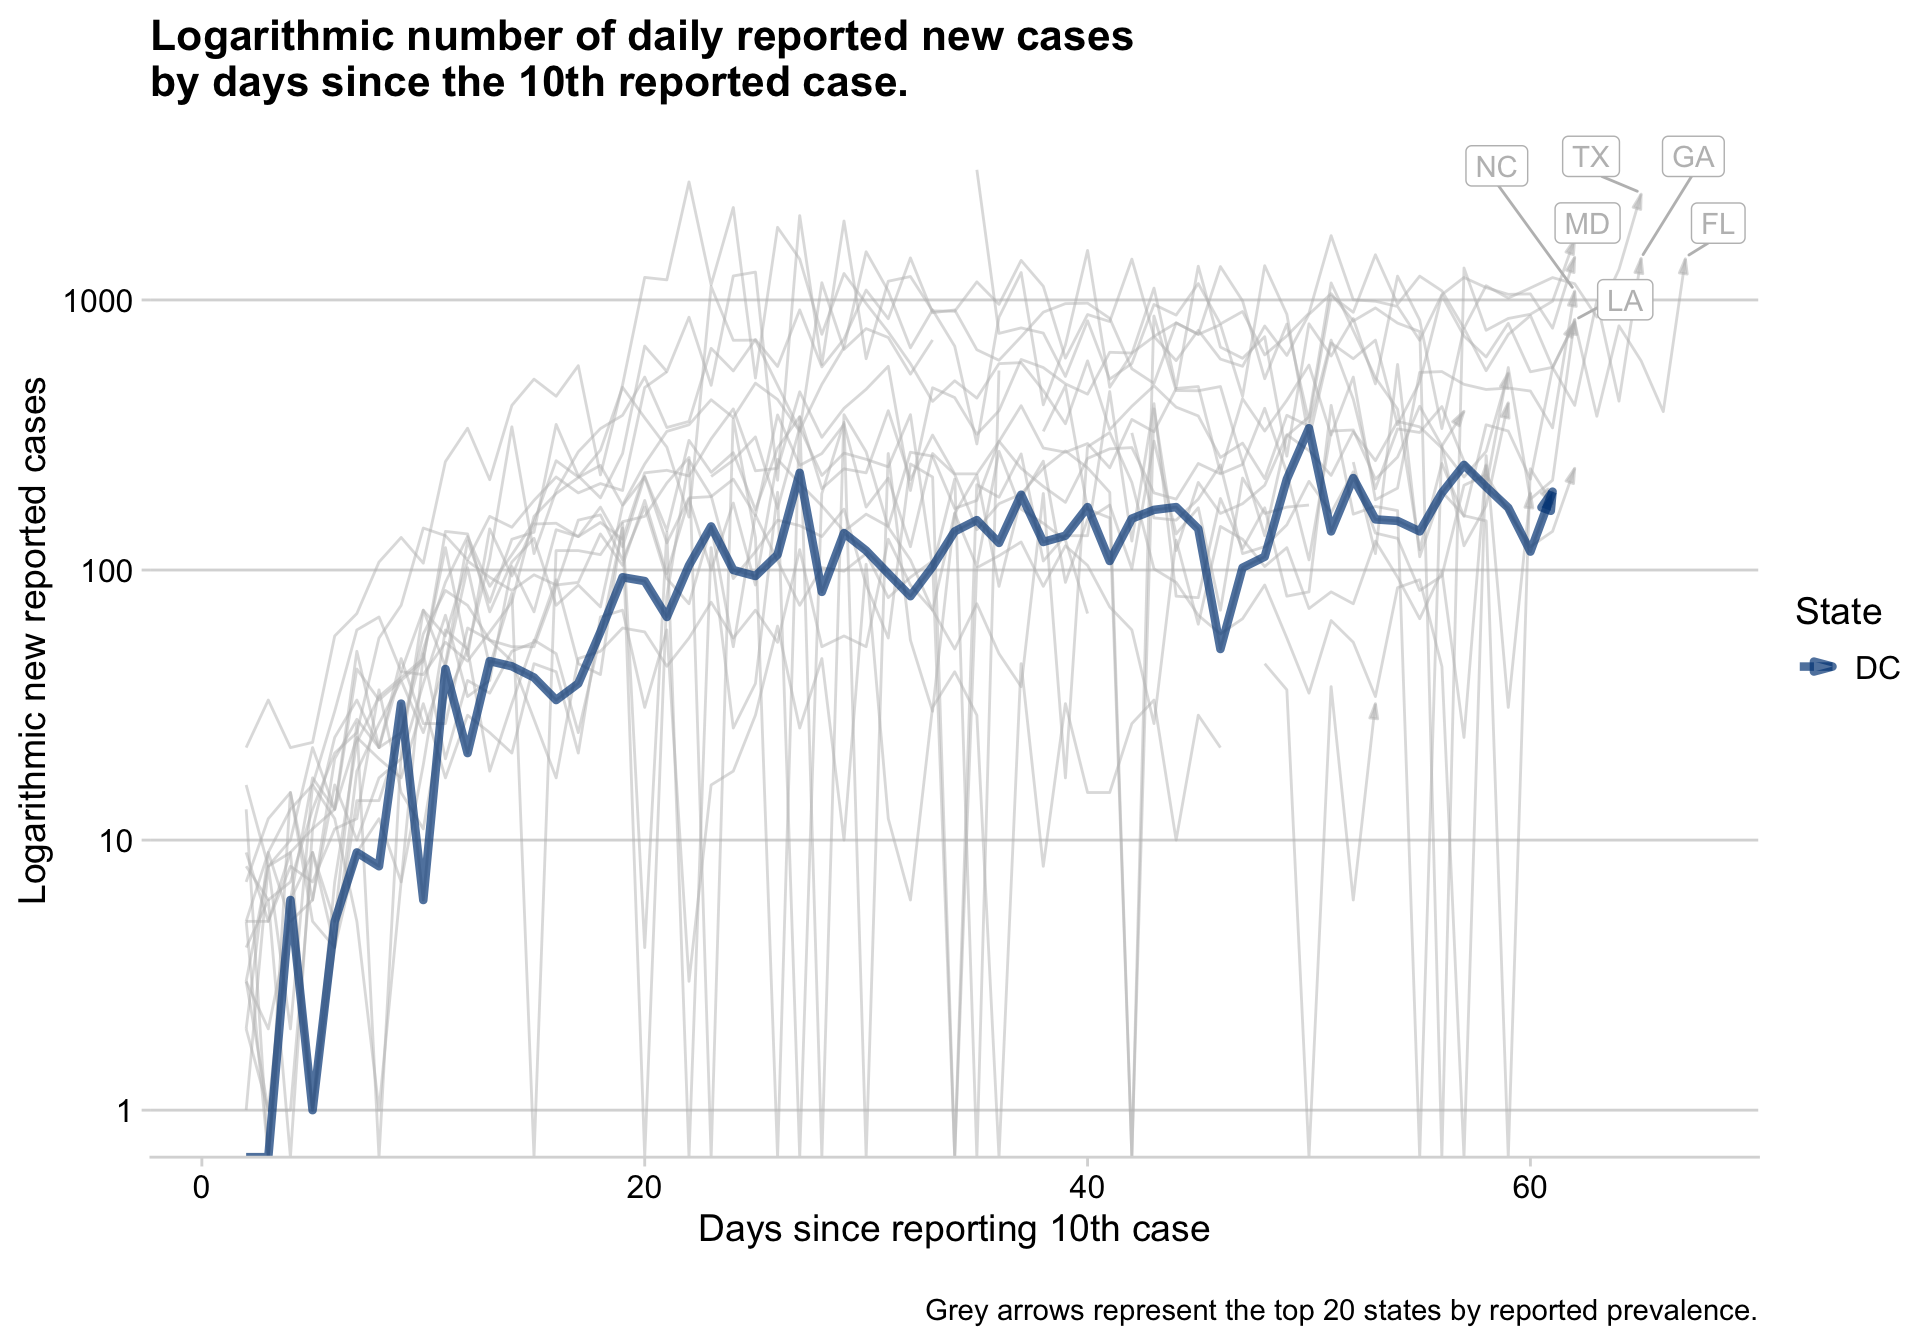 Logarithmic number of daily reported new cases
by days since the 10th reported case.
NC
TX
GA
MD
FL
LA
1000
100
10
1
Logarithmic new reported cases
0
20
40
60
Days since reporting 10th case
State
DC
Grey arrows represent the top 20 states by reported prevalence.